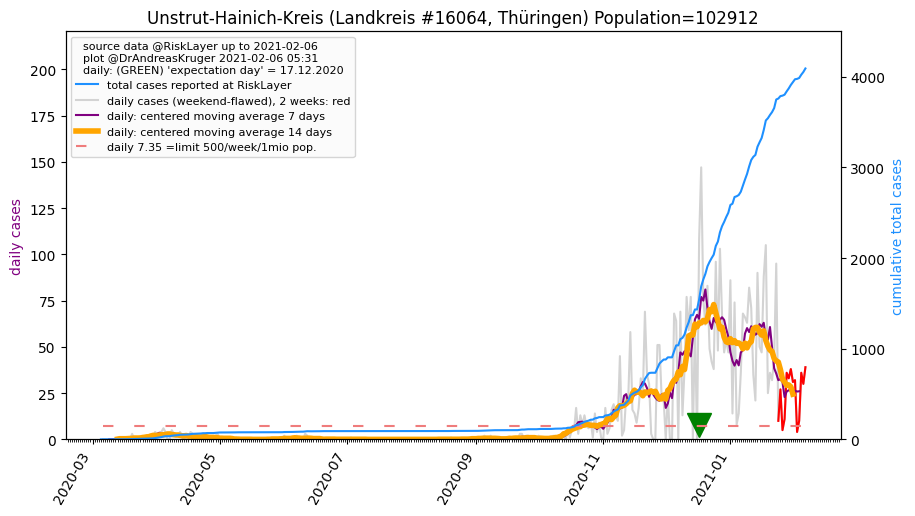 Unstrut-Hainich-Kreis (Landkreis #16064, Thüringen) Population=102912
source data @RiskLayer up to 2021-02-06
plot @DrAndreasKruger 2021-02-06 05:31
daily: (GREEN) 'expectation day' = 17.12.2020
total cases reported at RiskLayer
daily cases (weekend-flawed), 2 weeks: red
daily: centered moving average 7 days
daily: centered moving average 14 days
daily 7.35 =limit 500/week/1mio pop.
daily cases
200
175
150
125
100
75
50
25
0
cumulative total cases
4000
3000
2000
1000
0
2020-03
2020-05
2020-07
2020-09
2020-11
2021-01